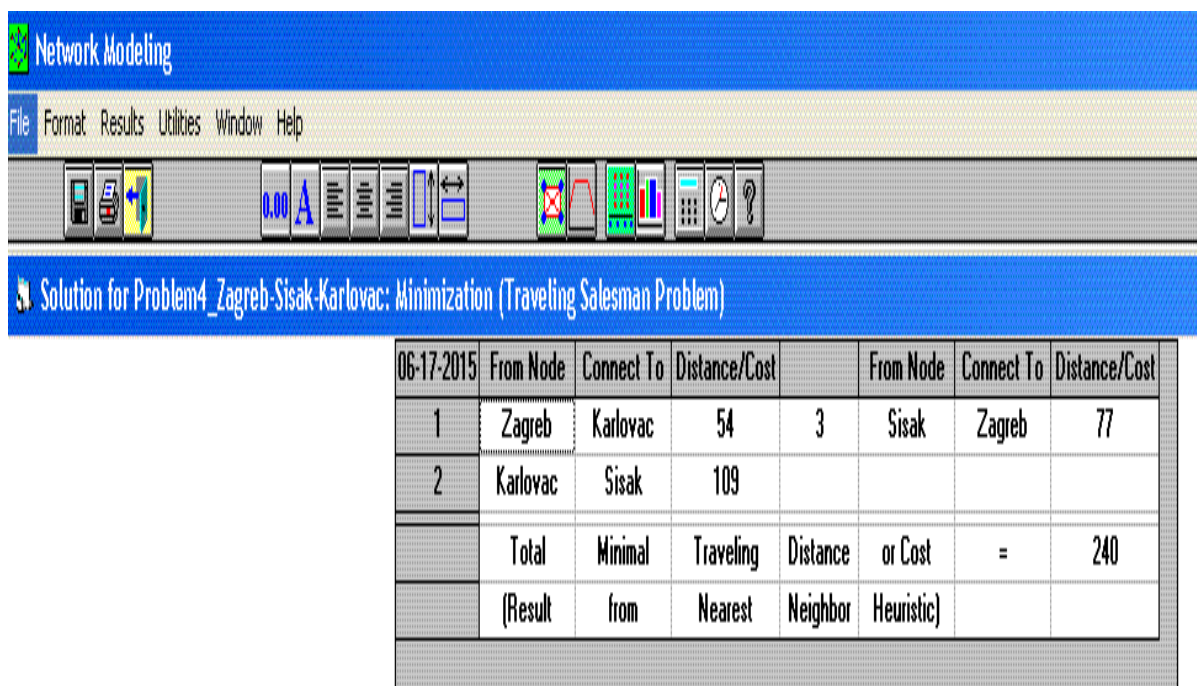 Network Modeling
File Format Results Utilities Window Help
0.00 A ?
Solution for Problem4_Zagreb-Sisak-Karlovac: Minimization (Traveling Salesman Problem)
06-17-2015 From Node Connect To Distance/Cost From Node Connect To Distance/Cost
1 Zagreb Karlovac 54 3 Sisak Zagreb 77
2 Karlovac Sisak 109
Total Minimal Traveling Distance or Cost = 240
(Result from Nearest Neighbor Heuristic)